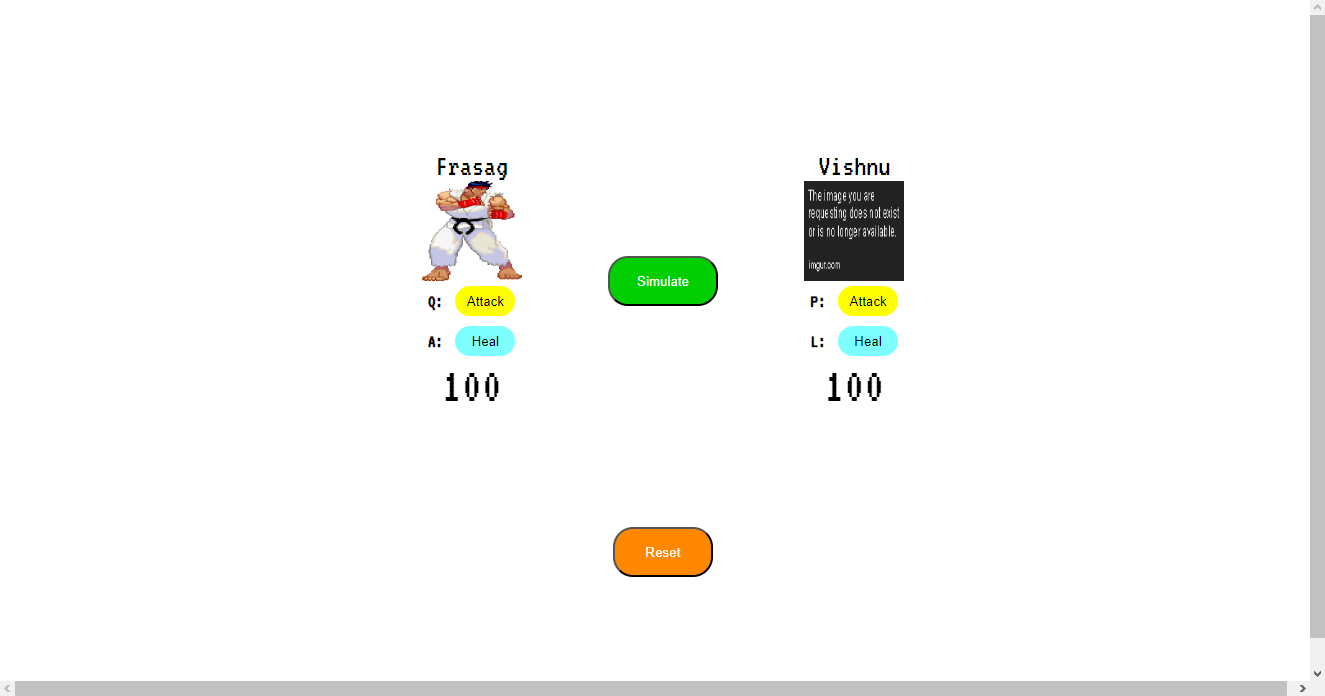 Frasag
Vishnu
The image you are
requesting does not exist
or is no longer available.
imgur.com
Simulate
Q: Attack
P: Attack
A: Heal
L: Heal
100
100
Reset